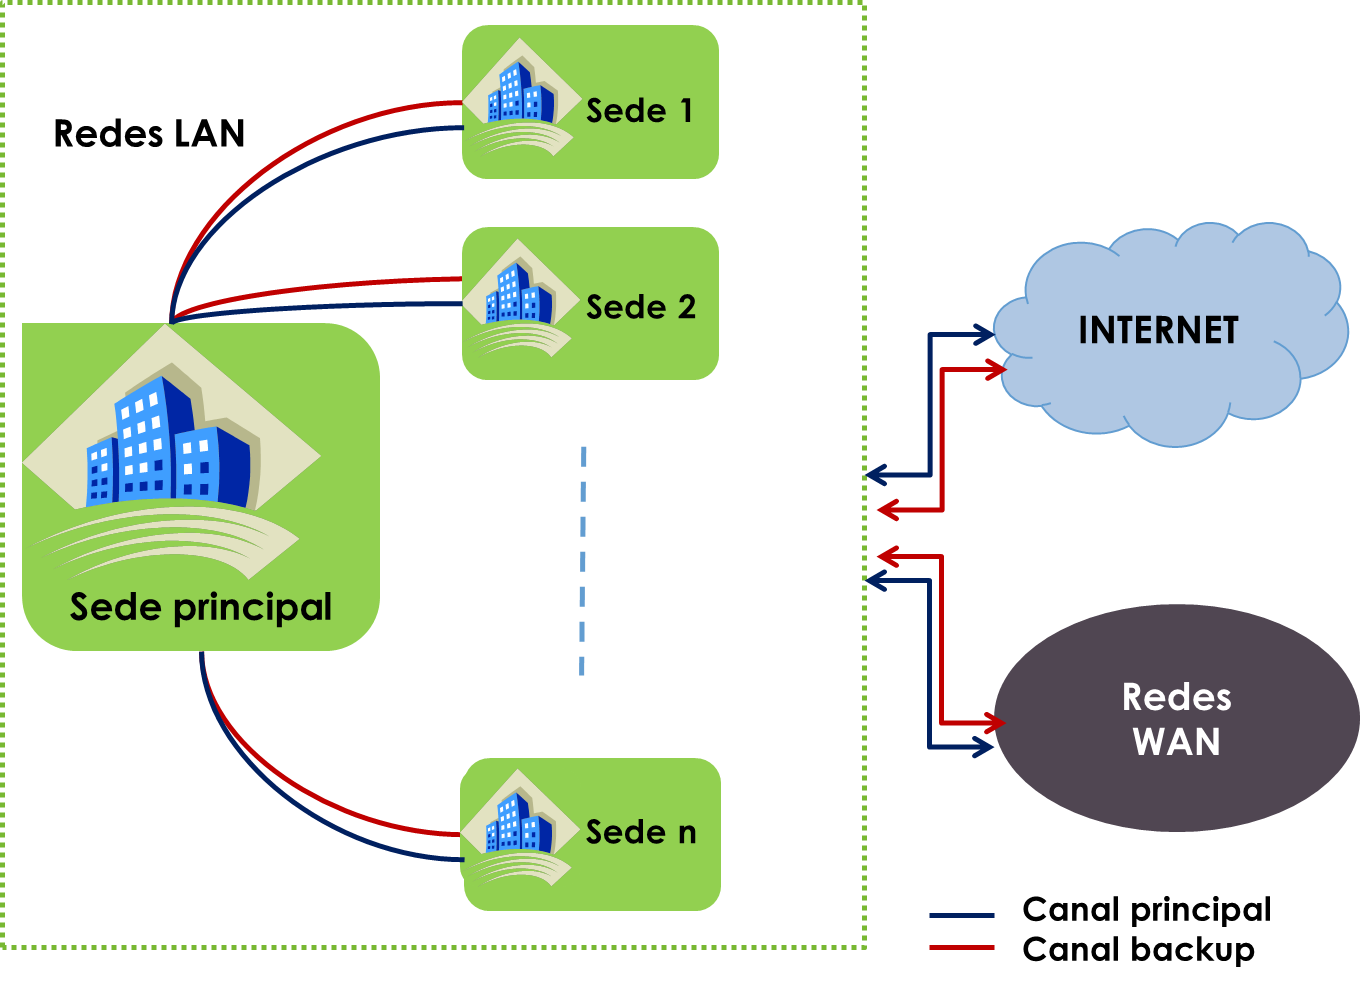 Redes LAN
Sede 1
Sede 2
Sede principal
Sede n
INTERNET
Redes
WAN
Canal principal
Canal backup